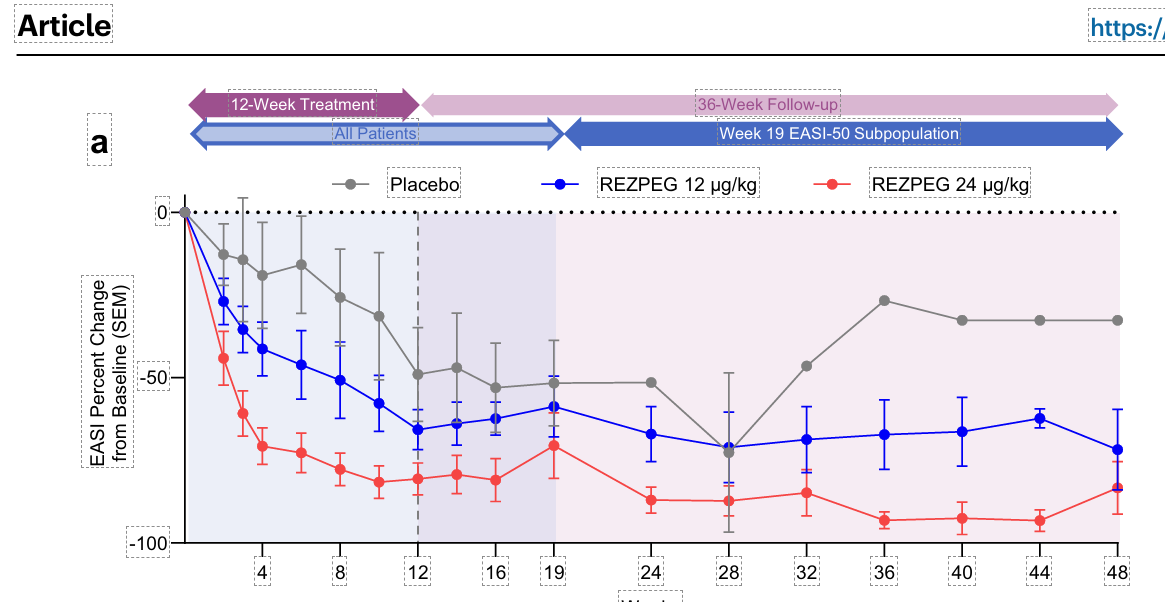 Article
https:/
12-Week Treatment
36-Week Follow-up
a
All Patients
Week 19 EASI-50 Subpopulation
Placebo
REZPEG 12 µg/kg
REZPEG 24 µg/kg
0
-50
-100
EASI Percent Change
from Baseline (SEM)
4
8
12
16
19
24
28
32
36
40
44
48